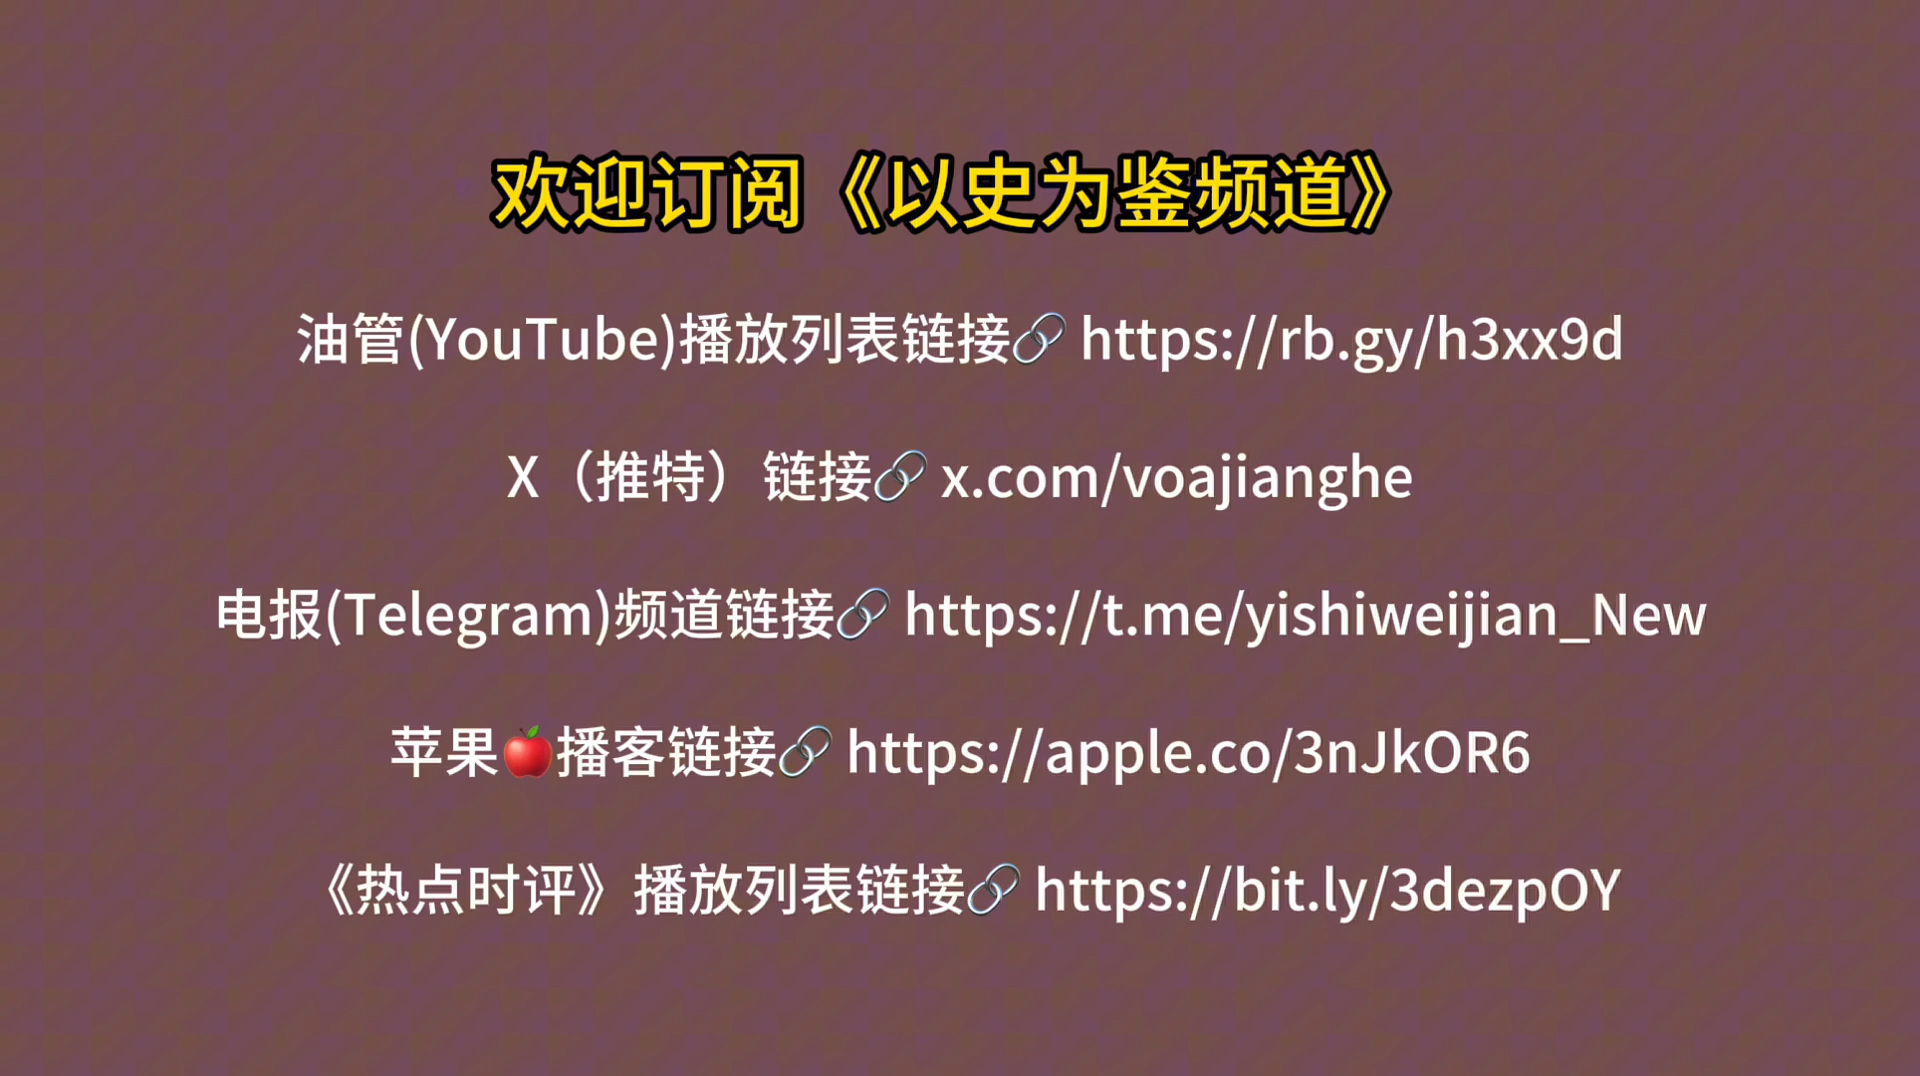 欢迎订阅《以史为鉴频道》
油管(YouTube)播放列表链接🔗 https://rb.gy/h3xx9d
X（推特）链接🔗 x.com/voajianghe
电报(Telegram)频道链接🔗 https://t.me/yishiweijian_New
苹果🍎播客链接🔗 https://apple.co/3nJkOR6
《热点时评》播放列表链接🔗 https://bit.ly/3dezpOY